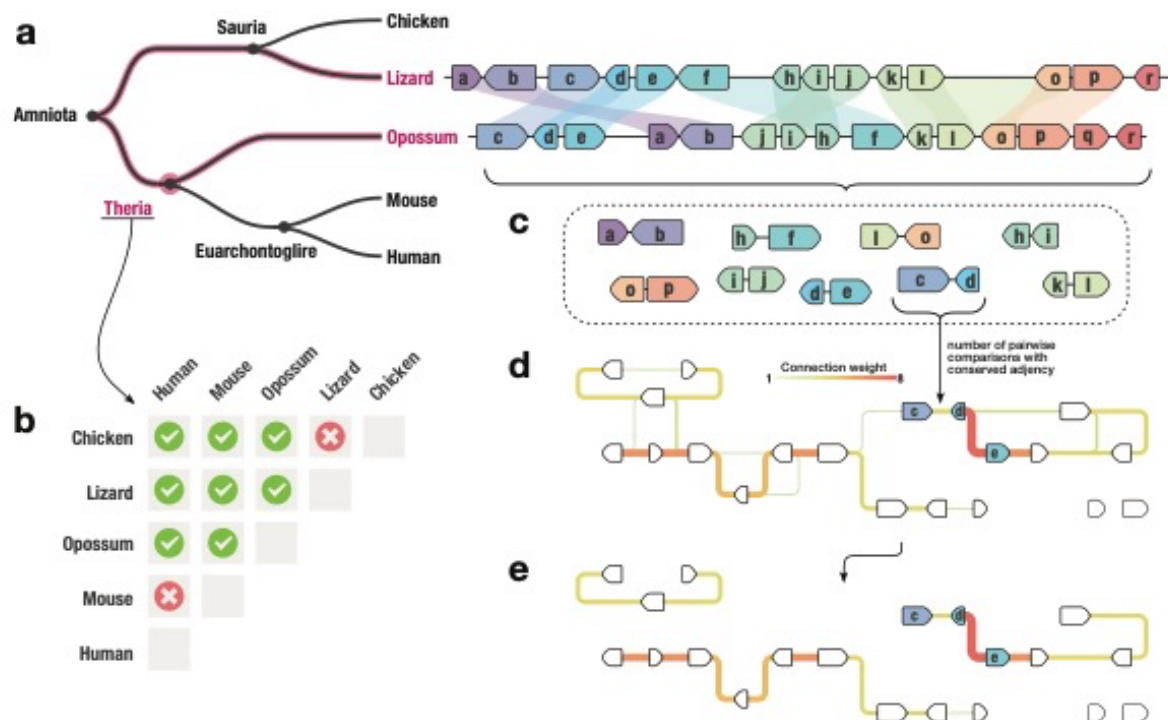 a
Sauria
Chicken
Lizard
a b c d e f h i j k l o p r
Amniota
Opossum
c d e a b j i h f k l o p q r
Theria
Mouse
Euarchontoglire
Human
c
a b h f l o h i
o p i j d e c d k l
number of pairwise
comparisons with
conserved adjency
b
Human Mouse Opossum Lizard Chicken
Chicken
Lizard
Opossum
Mouse
Human
d
Connection weight
1 8
c d
e
e
c d
e